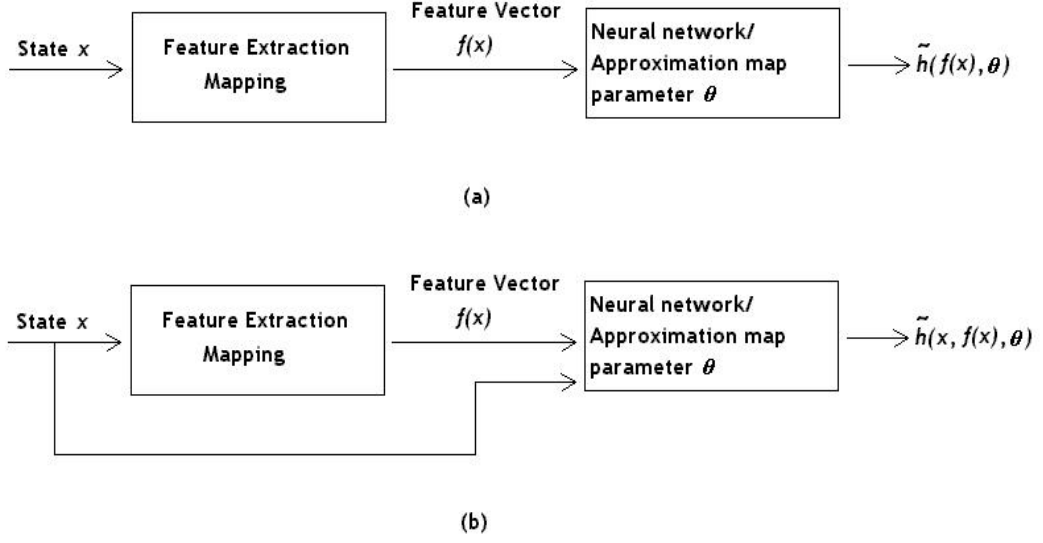 State x
Feature Extraction
Mapping
Feature Vector
f(x)
Neural network/
Approximation map
parameter θ
h̃(f(x),θ)
(a)
State x
Feature Extraction
Mapping
Feature Vector
f(x)
Neural network/
Approximation map
parameter θ
h̃(x, f(x),θ)
(b)